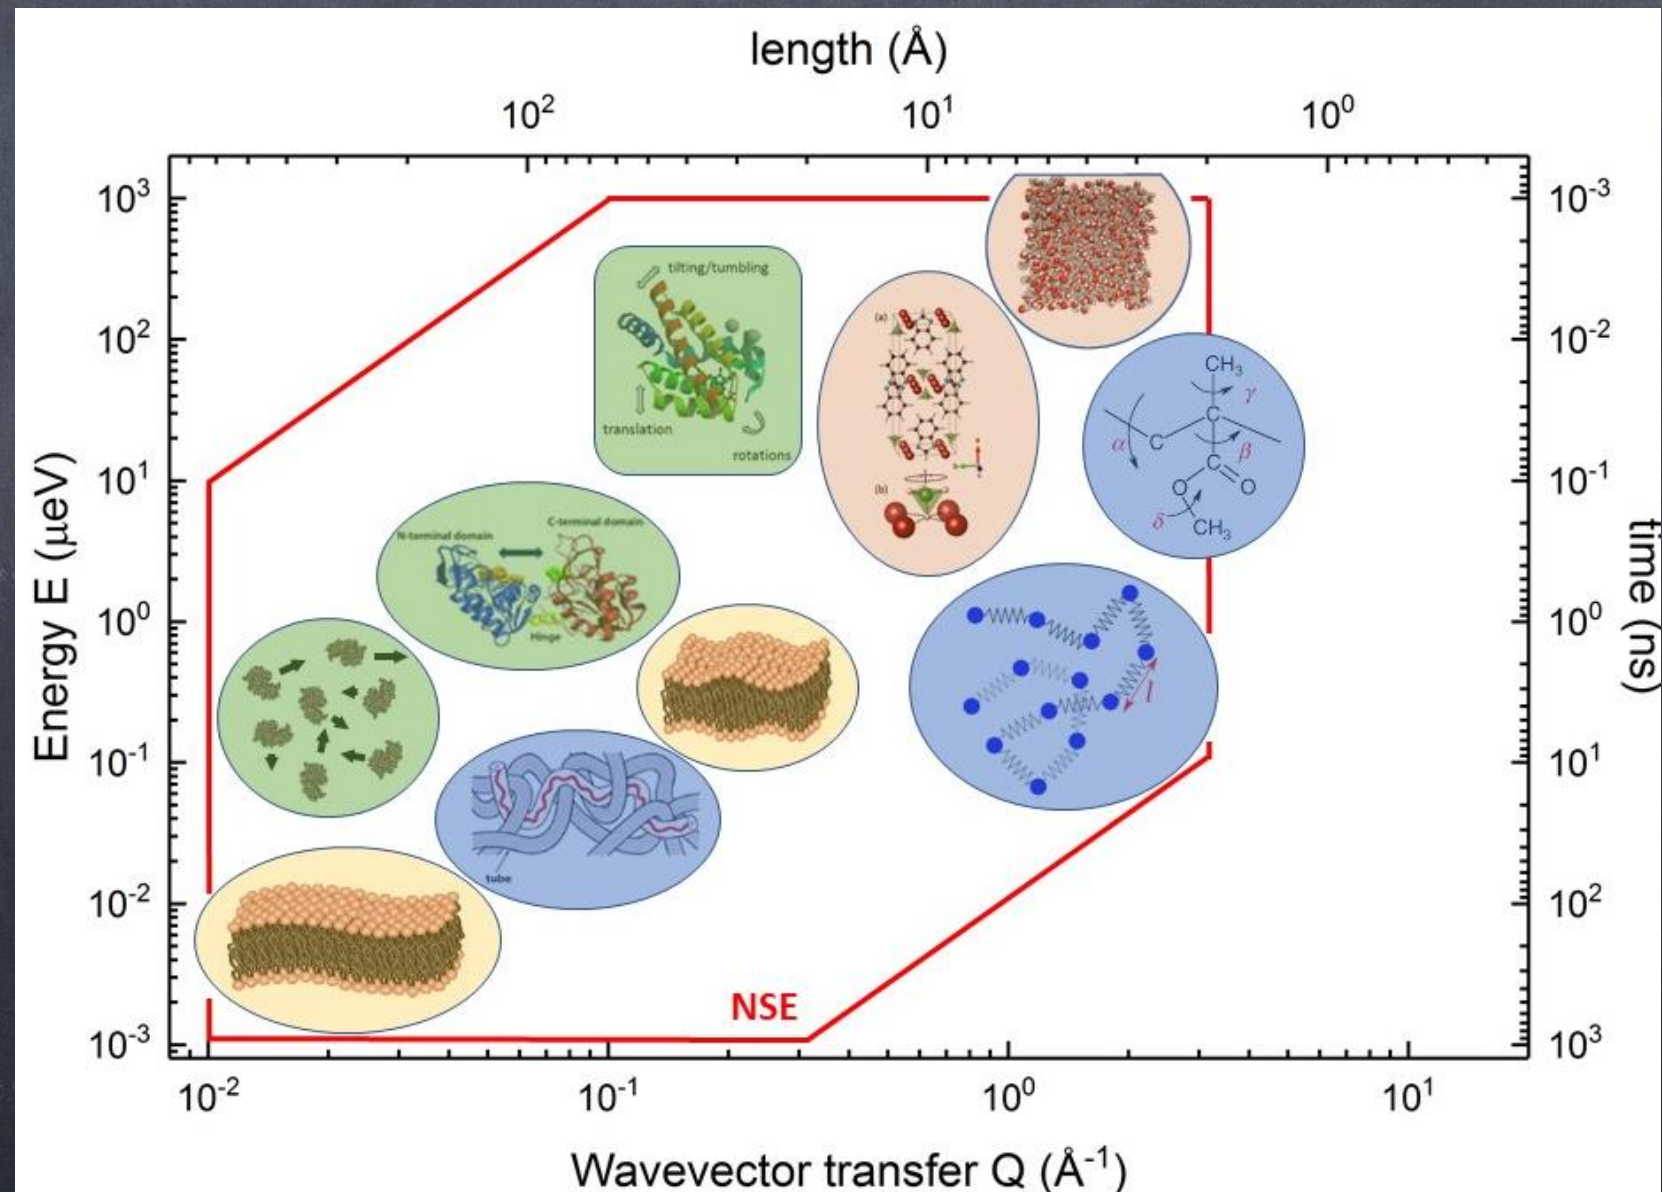 length (Å)
10² 10¹ 10⁰
10³ 10⁻³
tilting/tumbling
(a)
10² 10⁻²
CH₃
γ
C
α C β
translation
rotations
10¹ 10⁻¹
(b)
C
O O
δ
CH₃
C-terminal domain
N-terminal domain
Energy E (µeV)
time (ns)
10⁰ 10⁰
Hinge
l
10⁻¹ 10¹
tube
10⁻² 10²
NSE
10⁻³ 10³
10⁻² 10⁻¹ 10⁰ 10¹
Wavevector transfer Q (Å⁻¹)